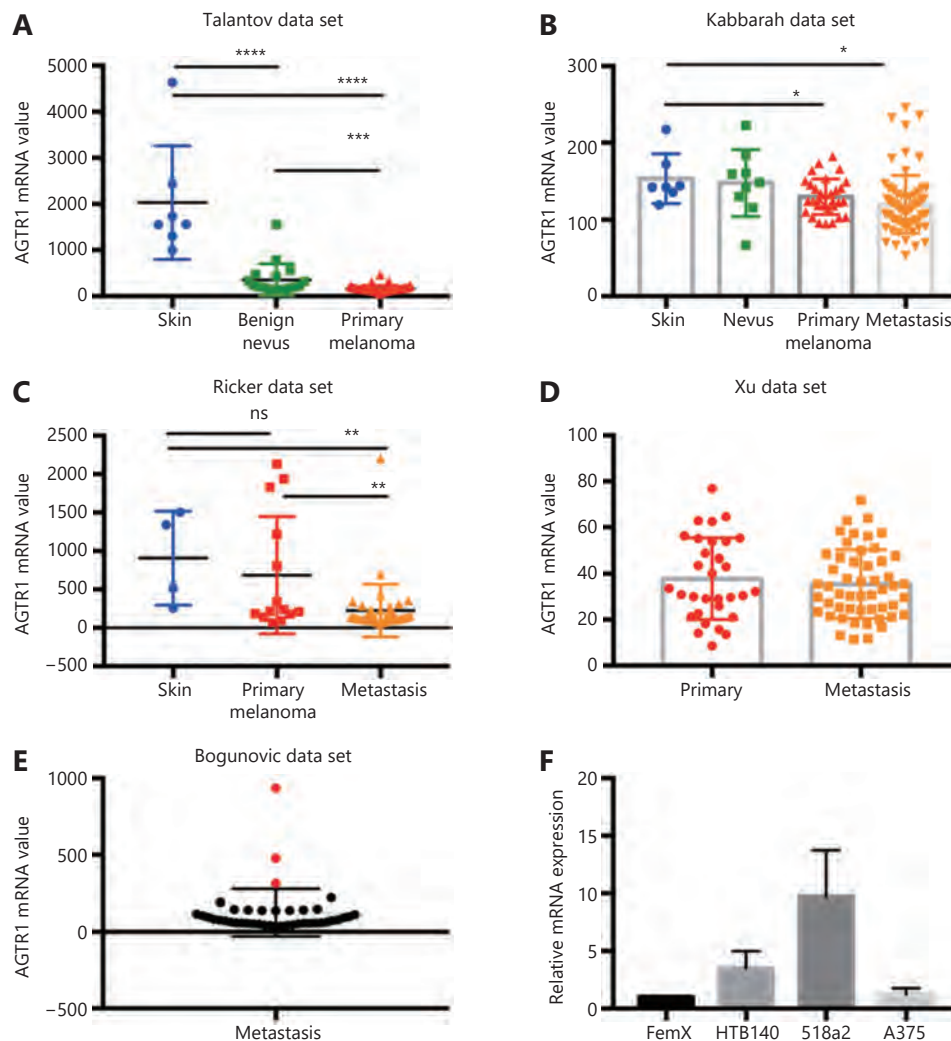 A
Talantov data set
AGTR1 mRNA value
5000
4000
3000
2000
1000
0
****
****
***
Skin
Benign
nevus
Primary
melanoma
B
Kabbarah data set
AGTR1 mRNA value
300
200
100
0
*
*
Skin
Nevus
Primary
melanoma
Metastasis
C
Ricker data set
AGTR1 mRNA value
2500
2000
1500
1000
500
0
−500
ns
**
**
Skin
Primary
melanoma
Metastasis
D
Xu data set
AGTR1 mRNA value
100
80
60
40
20
0
Primary
Metastasis
E
Bogunovic data set
AGTR1 mRNA value
1000
500
0
−500
Metastasis
F
Relative mRNA expression
20
15
10
5
0
FemX
HTB140
518a2
A375